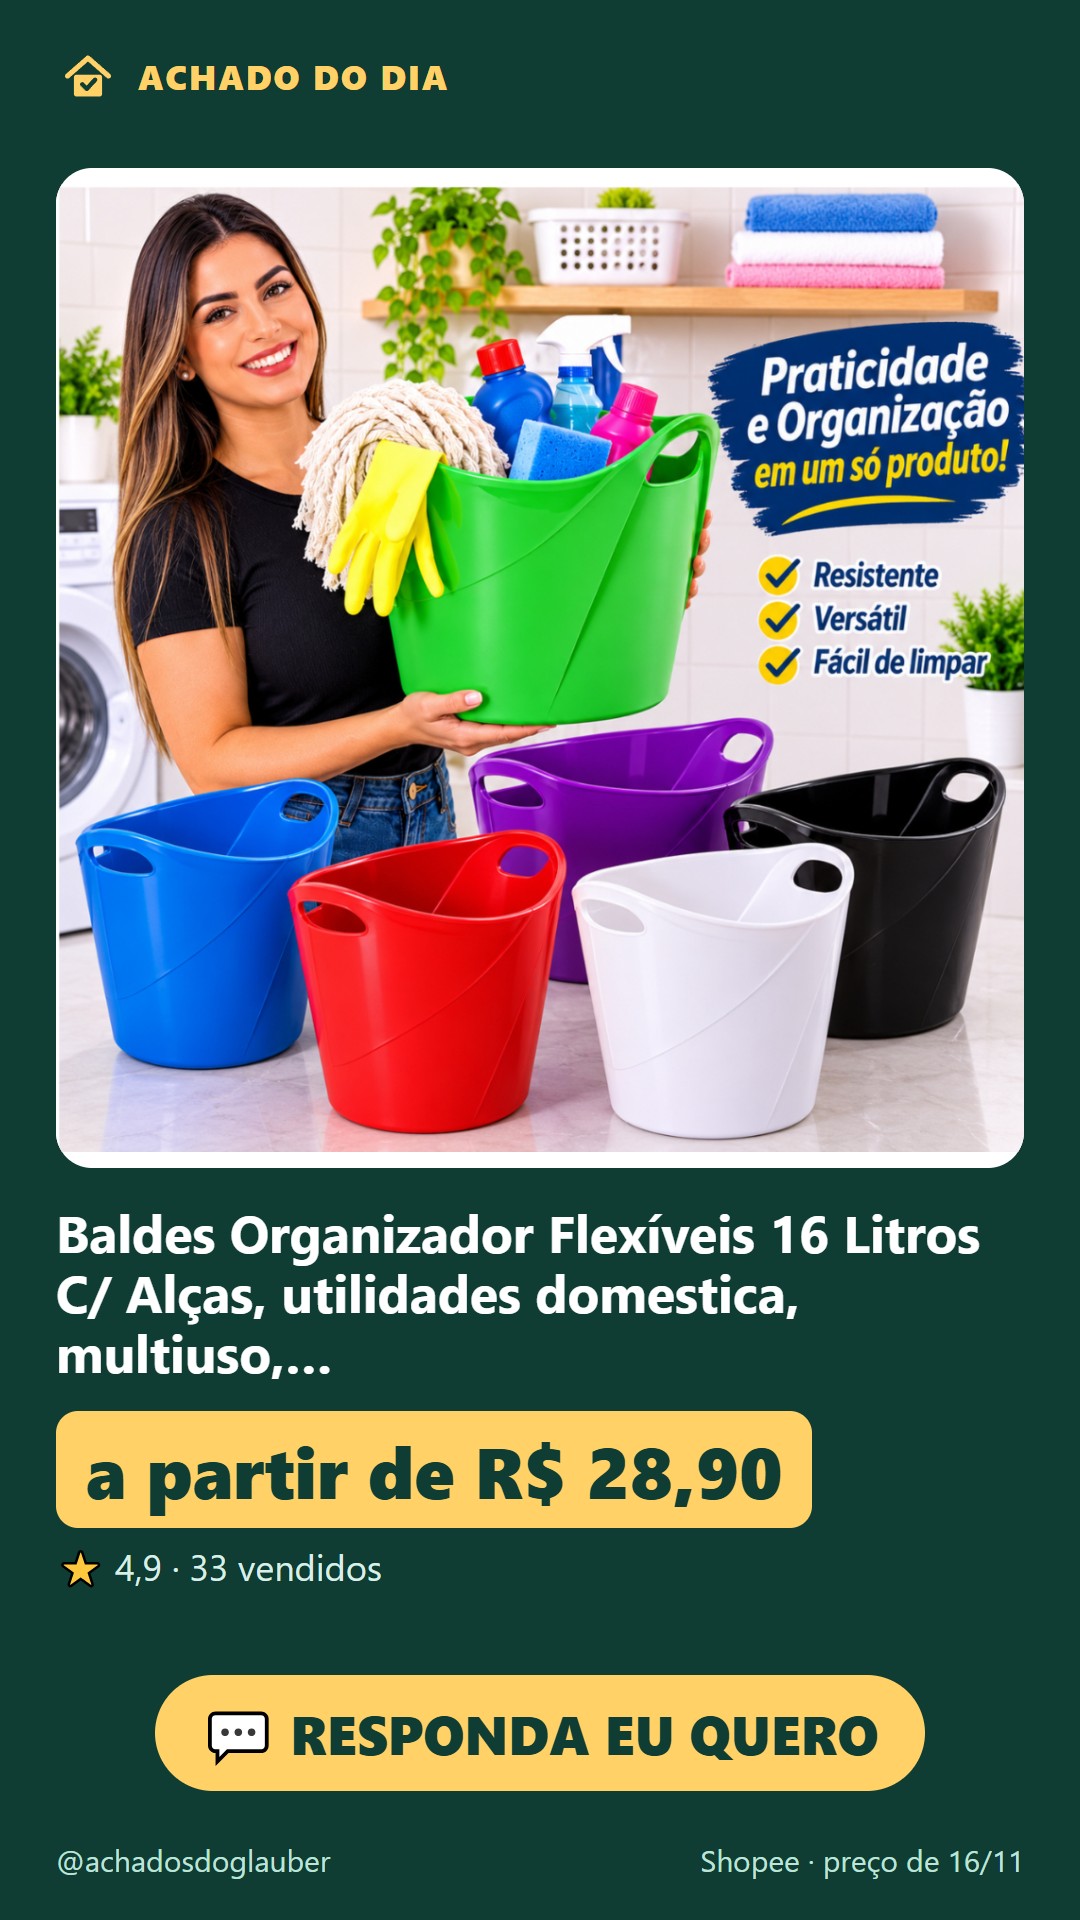 ACHADO DO DIA
Praticidade
e Organização
em um só produto!
Resistente
Versátil
Fácil de limpar
Baldes Organizador Flexíveis 16 Litros
C/ Alças, utilidades domestica,
multiuso,...
a partir de R$ 28,90
4,9 · 33 vendidos
RESPONDA EU QUERO
@achadosdoglauber
Shopee · preço de 16/11